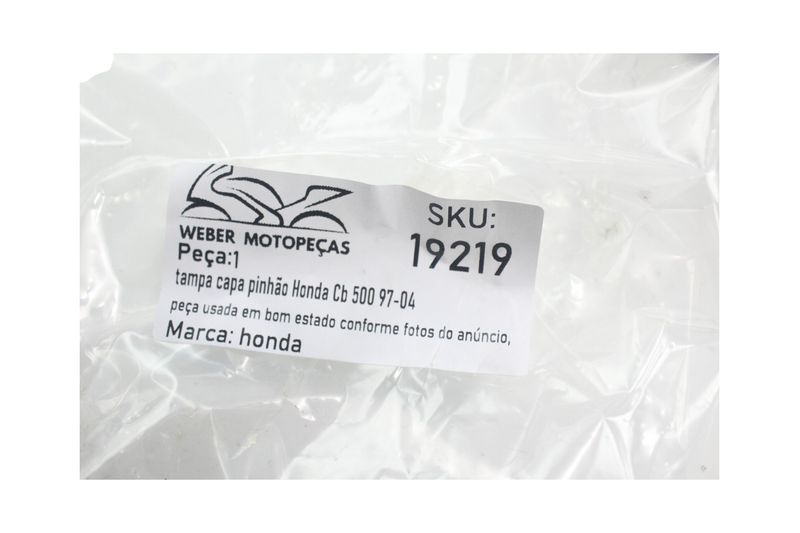 WEBER MOTOPEÇAS
SKU:
19219
Peça:1
tampa capa pinhão Honda Cb 500 97-04
peça usada em bom estado conforme fotos do anúncio,
Marca: honda